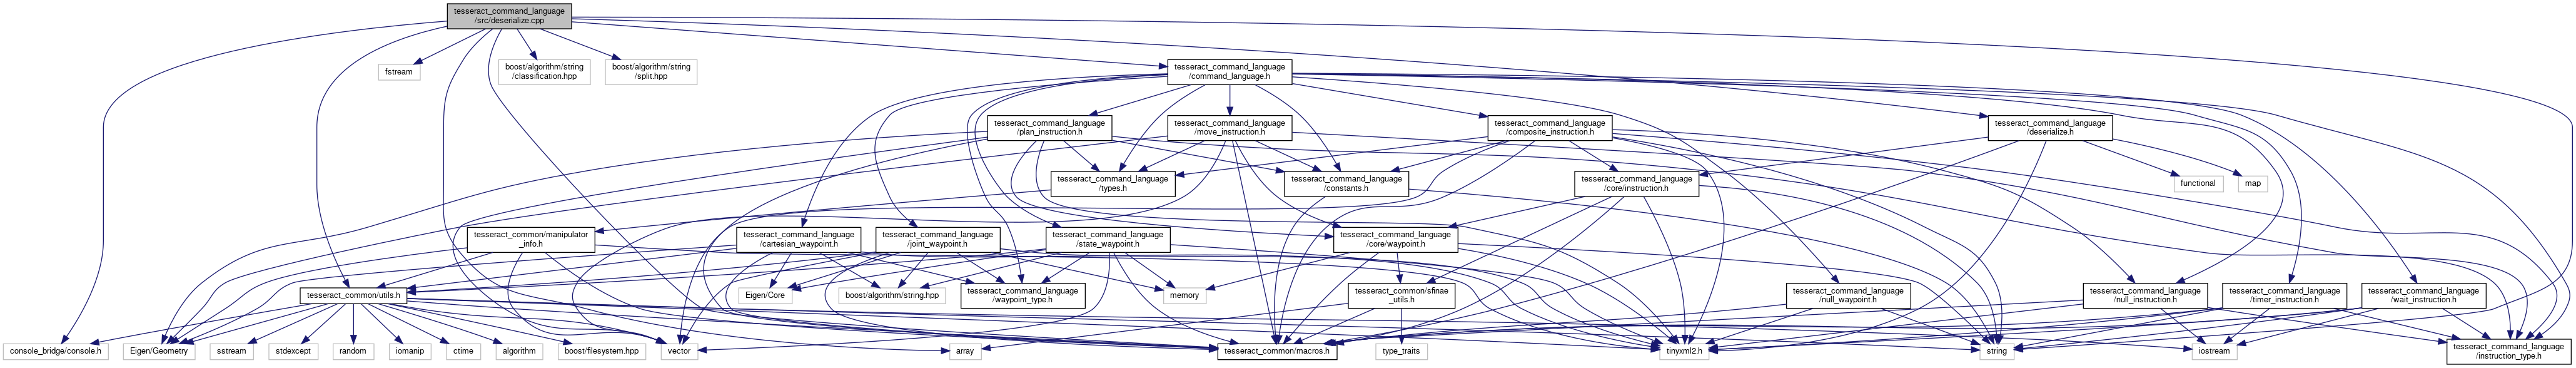 tesseract_command_language
/src/deserialize.cpp
fstream
boost/algorithm/string
/classification.hpp
boost/algorithm/string
/split.hpp
tesseract_command_language
/command_language.h
tesseract_command_language
/plan_instruction.h
tesseract_command_language
/move_instruction.h
tesseract_command_language
/composite_instruction.h
tesseract_command_language
/deserialize.h
tesseract_command_language
/types.h
tesseract_command_language
/constants.h
tesseract_command_language
/core/instruction.h
functional
map
tesseract_common/manipulator
_info.h
tesseract_command_language
/cartesian_waypoint.h
tesseract_command_language
/joint_waypoint.h
tesseract_command_language
/state_waypoint.h
tesseract_command_language
/core/waypoint.h
tesseract_common/utils.h
Eigen/Core
boost/algorithm/string.hpp
tesseract_command_language
/waypoint_type.h
memory
tesseract_common/sfinae
_utils.h
tesseract_command_language
/null_waypoint.h
tesseract_command_language
/null_instruction.h
tesseract_command_language
/timer_instruction.h
tesseract_command_language
/wait_instruction.h
console_bridge/console.h
Eigen/Geometry
sstream
stdexcept
random
iomanip
ctime
algorithm
boost/filesystem.hpp
vector
array
tesseract_common/macros.h
type_traits
tinyxml2.h
string
iostream
tesseract_command_language
/instruction_type.h